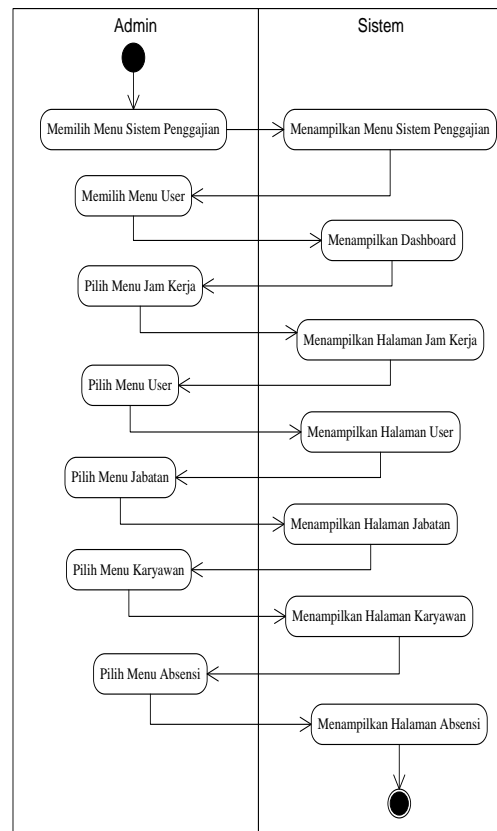 Admin
Sistem
Memilih Menu Sistem Penggajian
Menampilkan Menu Sistem Penggajian
Memilih Menu User
Menampilkan Dashboard
Pilih Menu Jam Kerja
Menampilkan Halaman Jam Kerja
Pilih Menu User
Menampilkan Halaman User
Pilih Menu Jabatan
Menampilkan Halaman Jabatan
Pilih Menu Karyawan
Menampilkan Halaman Karyawan
Pilih Menu Absensi
Menampilkan Halaman Absensi